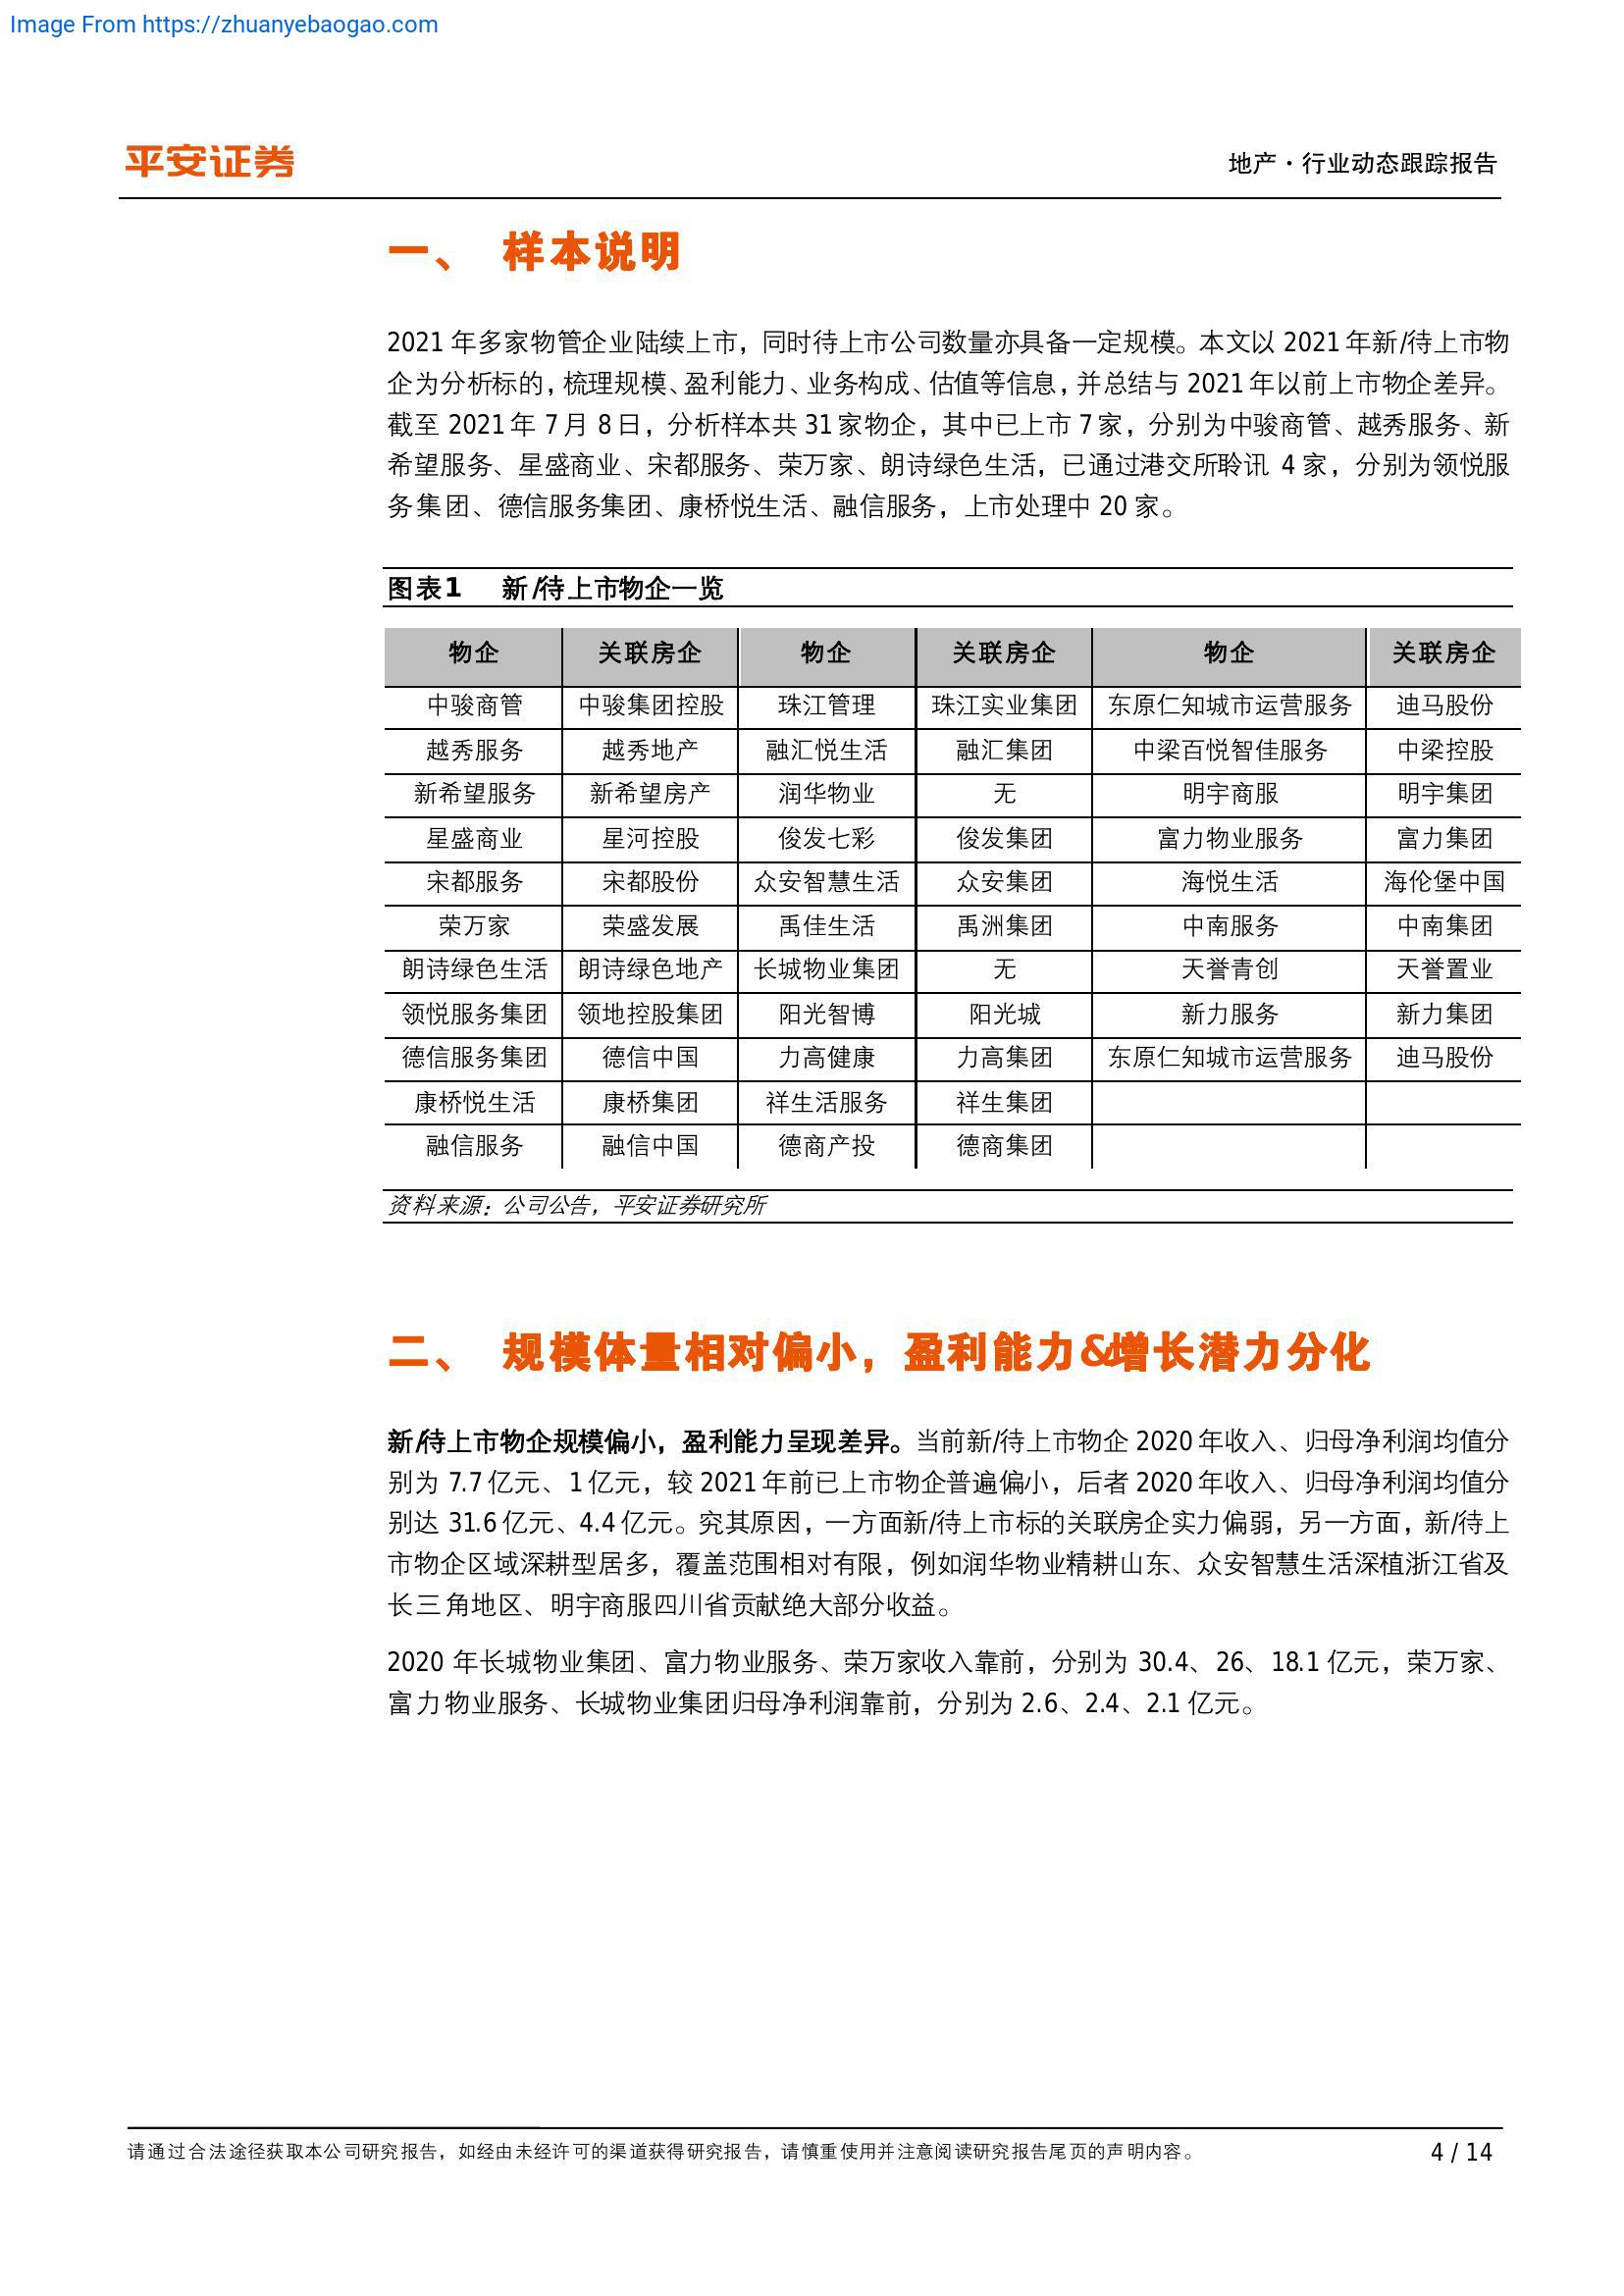 Image From https://zhuanyebaogao.com
平安证券
地产·行业动态跟踪报告
一、 样本说明
2021 年多家物管企业陆续上市，同时待上市公司数量亦具备一定规模。本文以 2021 年新/待上市物
企为分析标的，梳理规模、盈利能力、业务构成、估值等信息，并总结与 2021 年以前上市物企差异。
截至 2021 年 7 月 8 日，分析样本共 31 家物企，其中已上市 7 家，分别为中骏商管、越秀服务、新
希望服务、星盛商业、宋都服务、荣万家、朗诗绿色生活，已通过港交所聆讯 4 家，分别为领悦服
务集团、德信服务集团、康桥悦生活、融信服务，上市处理中 20 家。
图表1 新/待上市物企一览
物企 关联房企 物企 关联房企 物企 关联房企
中骏商管 中骏集团控股 珠江管理 珠江实业集团 东原仁知城市运营服务 迪马股份
越秀服务 越秀地产 融汇悦生活 融汇集团 中梁百悦智佳服务 中梁控股
新希望服务 新希望房产 润华物业 无 明宇商服 明宇集团
星盛商业 星河控股 俊发七彩 俊发集团 富力物业服务 富力集团
宋都服务 宋都股份 众安智慧生活 众安集团 海悦生活 海伦堡中国
荣万家 荣盛发展 禹佳生活 禹洲集团 中南服务 中南集团
朗诗绿色生活 朗诗绿色地产 长城物业集团 无 天誉青创 天誉置业
领悦服务集团 领地控股集团 阳光智博 阳光城 新力服务 新力集团
德信服务集团 德信中国 力高健康 力高集团 东原仁知城市运营服务 迪马股份
康桥悦生活 康桥集团 祥生活服务 祥生集团
融信服务 融信中国 德商产投 德商集团
资料来源：公司公告，平安证券研究所
二、 规模体量相对偏小，盈利能力&增长潜力分化
新/待上市物企规模偏小，盈利能力呈现差异。当前新/待上市物企 2020 年收入、归母净利润均值分
别为 7.7 亿元、1 亿元，较 2021 年前已上市物企普遍偏小，后者 2020 年收入、归母净利润均值分
别达 31.6 亿元、4.4 亿元。究其原因，一方面新/待上市标的关联房企实力偏弱，另一方面，新/待上
市物企区域深耕型居多，覆盖范围相对有限，例如润华物业精耕山东、众安智慧生活深植浙江省及
长三角地区、明宇商服四川省贡献绝大部分收益。
2020 年长城物业集团、富力物业服务、荣万家收入靠前，分别为 30.4、26、18.1 亿元，荣万家、
富力物业服务、长城物业集团归母净利润靠前，分别为 2.6、2.4、2.1 亿元。
请通过合法途径获取本公司研究报告，如经由未经许可的渠道获得研究报告，请慎重使用并注意阅读研究报告尾页的声明内容。
4 / 14